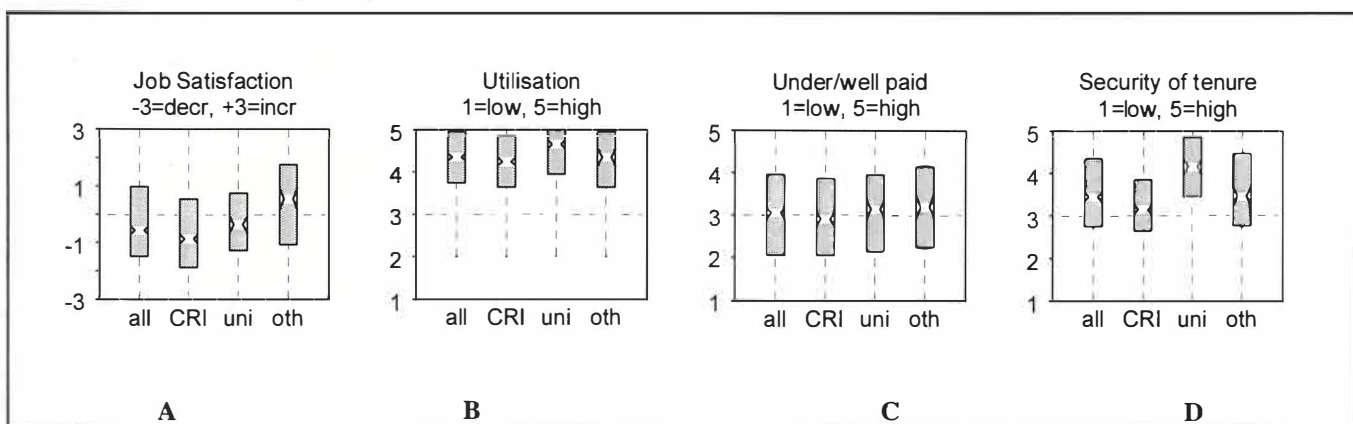 Job Satisfaction
-3=decr, +3=incr
3
1
-1
-3
all CRI uni oth
A
Utilisation
1=low, 5=high
5
4
3
2
1
all CRI uni oth
B
Under/well paid
1=low, 5=high
5
4
3
2
1
all CRI uni oth
C
Security of tenure
1=low, 5=high
5
4
3
2
1
all CRI uni oth
D